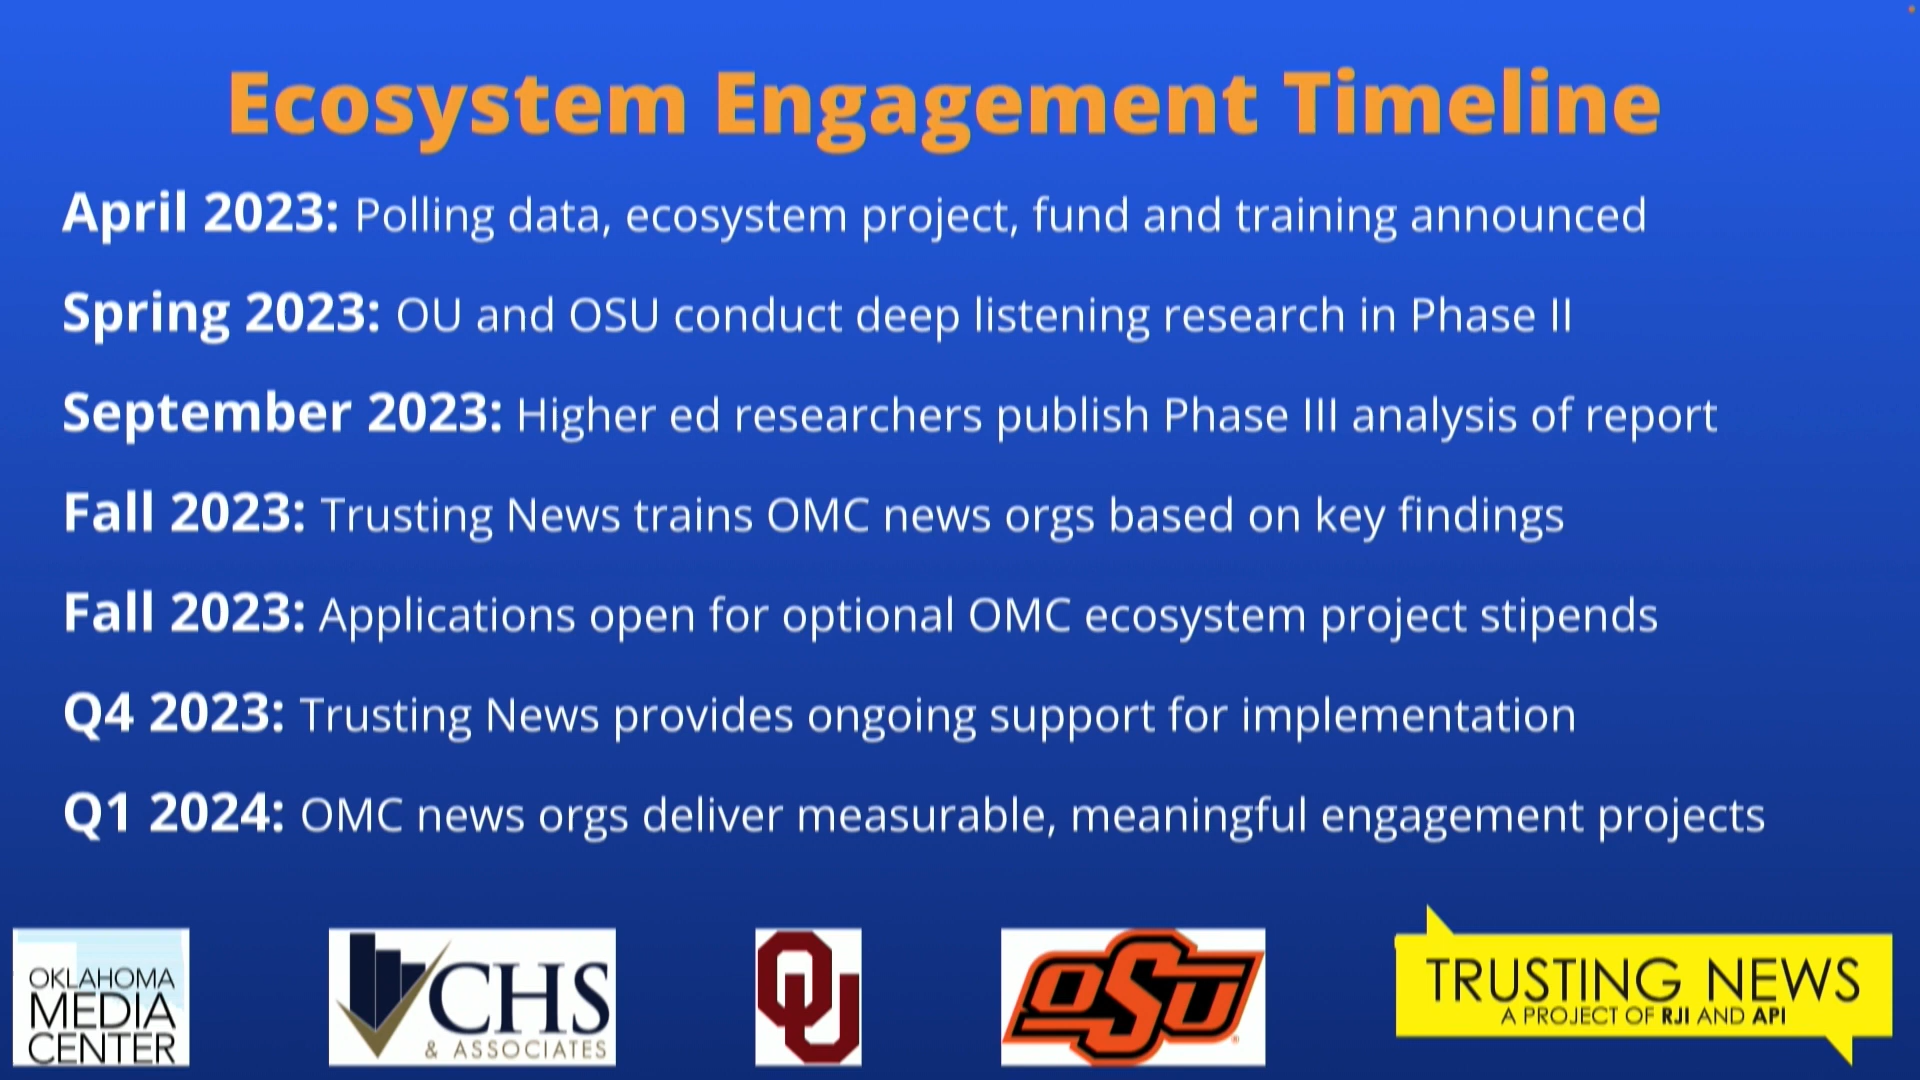 Ecosystem Engagement Timeline
April 2023: Polling data, ecosystem project, fund and training announced
Spring 2023: OU and OSU conduct deep listening research in Phase II
September 2023: Higher ed researchers publish Phase III analysis of report
Fall 2023: Trusting News trains OMC news orgs based on key findings
Fall 2023: Applications open for optional OMC ecosystem project stipends
Q4 2023: Trusting News provides ongoing support for implementation
Q1 2024: OMC news orgs deliver measurable, meaningful engagement projects
OKLAHOMA
MEDIA
CENTER
CHS
& ASSOCIATES
OU
OSU
TRUSTING NEWS
A PROJECT OF RJI AND API